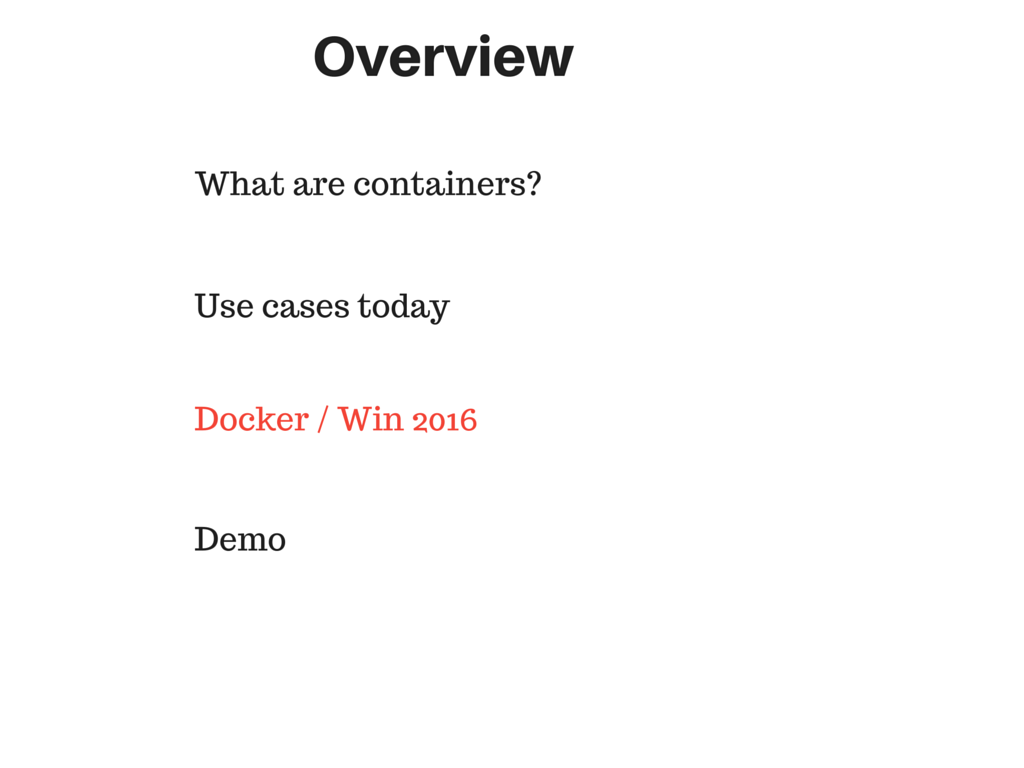 Overview
What are containers?
Use cases today
Docker / Win 2016
Demo